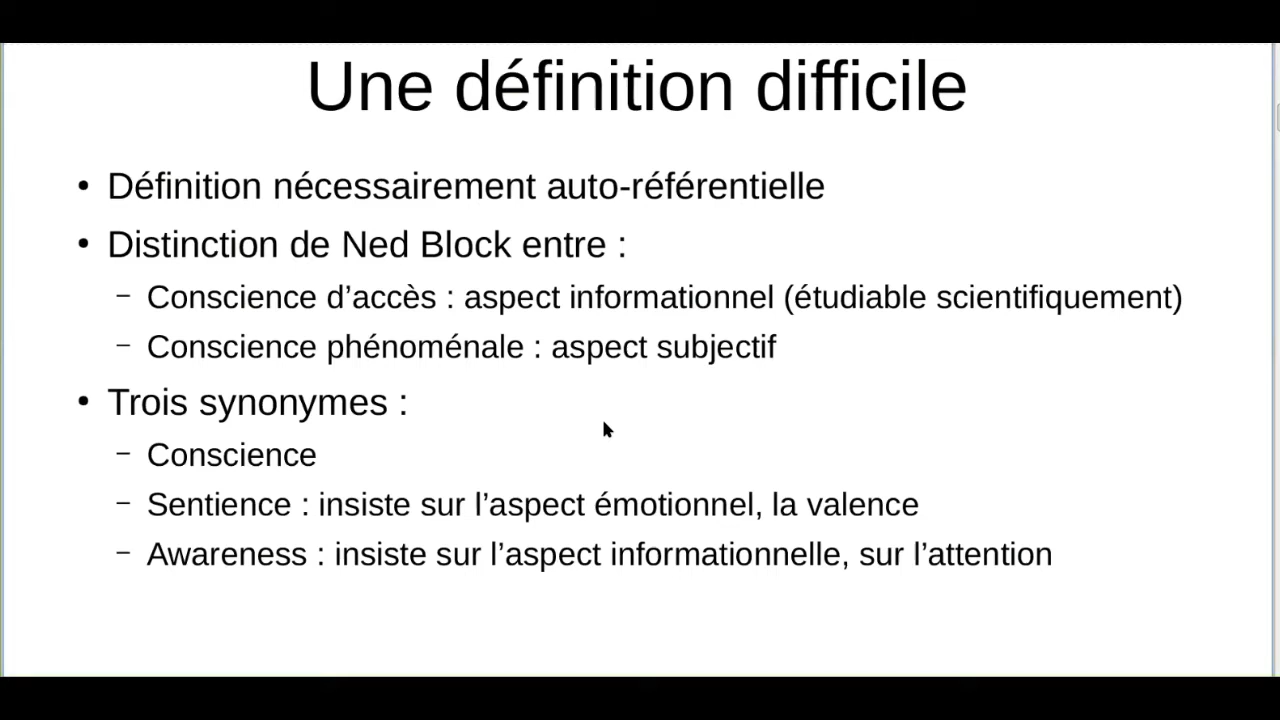 Une définition difficile
• Définition nécessairement auto-référentielle
• Distinction de Ned Block entre :
– Conscience d’accès : aspect informationnel (étudiable scientifiquement)
– Conscience phénoménale : aspect subjectif
• Trois synonymes :
– Conscience
– Sentience : insiste sur l’aspect émotionnel, la valence
– Awareness : insiste sur l’aspect informationnelle, sur l’attention